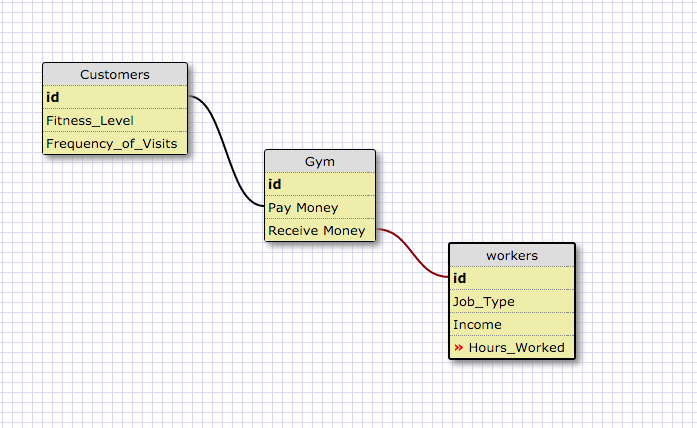 Customers
id
Fitness_Level
Frequency_of_Visits
Gym
id
Pay Money
Receive Money
workers
id
Job_Type
Income
» Hours_Worked